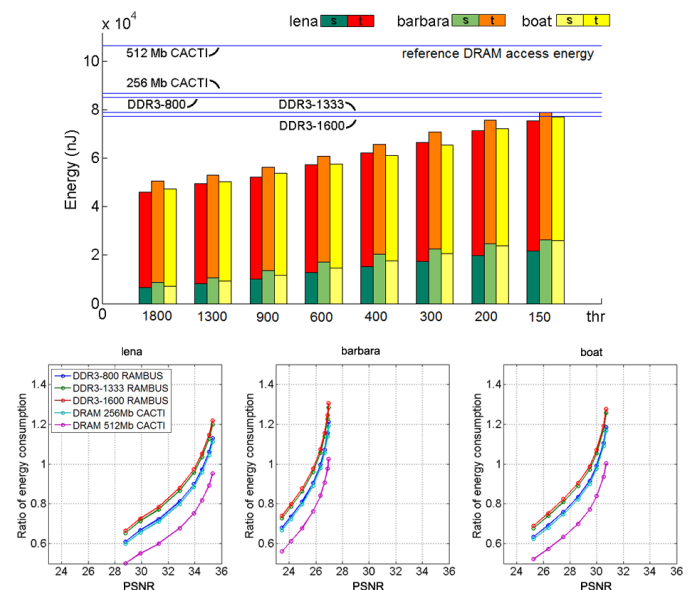 x 10⁴
lena s t barbara s t boat s t
10
8
6
4
2
0
Energy (nJ)
512 Mb CACTI
reference DRAM access energy
256 Mb CACTI
DDR3-800
DDR3-1333
DDR3-1600
0 1800 1300 900 600 400 300 200 150 thr
lena
1.4
1.2
1
0.8
0.6
Ratio of energy consumption
DDR3-800 RAMBUS
DDR3-1333 RAMBUS
DDR3-1600 RAMBUS
DRAM 256Mb CACTI
DRAM 512Mb CACTI
24 26 28 30 32 34 36
PSNR
barbara
1.4
1.2
1
0.8
0.6
Ratio of energy consumption
24 26 28 30 32 34 36
PSNR
boat
1.4
1.2
1
0.8
0.6
Ratio of energy consumption
24 26 28 30 32 34 36
PSNR